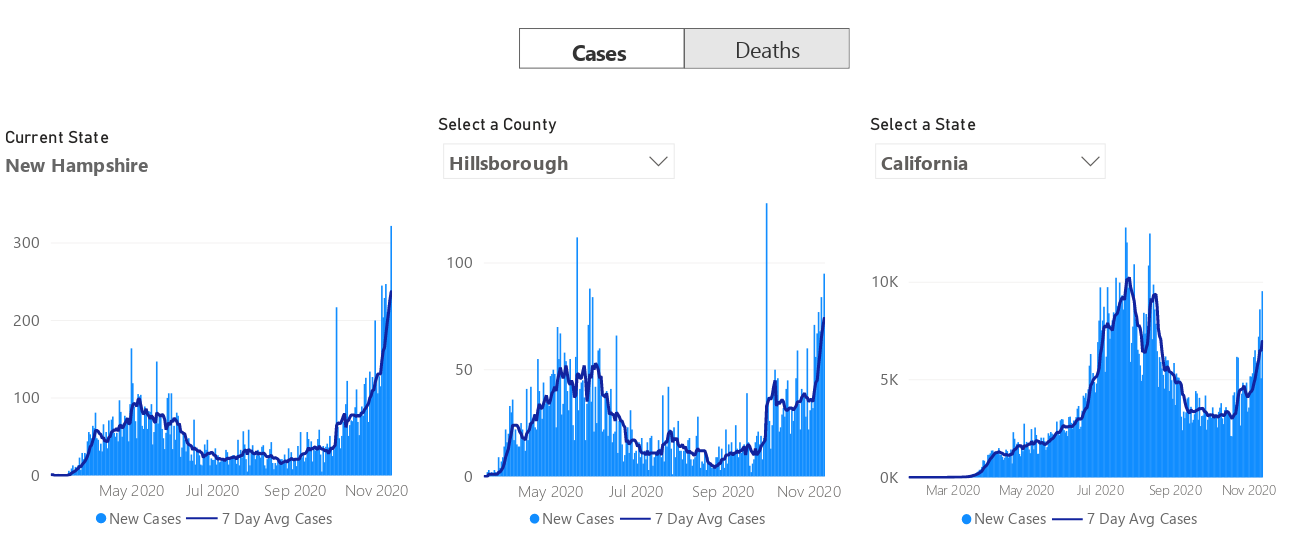 Cases Deaths
Current State
New Hampshire
300
200
100
0
May 2020 Jul 2020 Sep 2020 Nov 2020
New Cases 7 Day Avg Cases
Select a County
Hillsborough
100
50
0
May 2020 Jul 2020 Sep 2020 Nov 2020
New Cases 7 Day Avg Cases
Select a State
California
10K
5K
0K
Mar 2020 May 2020 Jul 2020 Sep 2020 Nov 2020
New Cases 7 Day Avg Cases